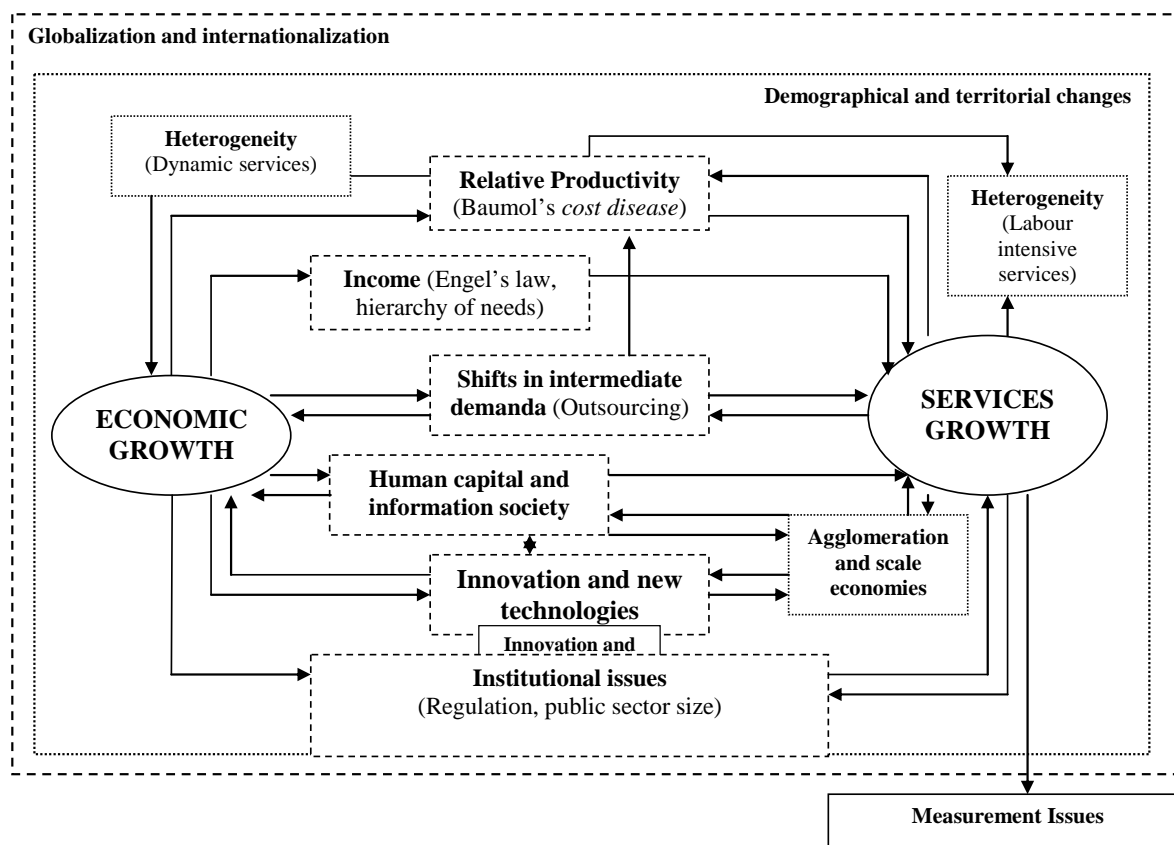 Globalization and internationalization
Demographical and territorial changes
Heterogeneity
(Dynamic services)
Relative Productivity
(Baumol’s cost disease)
Heterogeneity
(Labour
intensive
services)
Income (Engel’s law,
hierarchy of needs)
Shifts in intermediate
demanda (Outsourcing)
ECONOMIC
GROWTH
SERVICES
GROWTH
Human capital and
information society
Agglomeration
and scale
economies
Innovation and new
technologies
Innovation and
Institutional issues
(Regulation, public sector size)
Measurement Issues